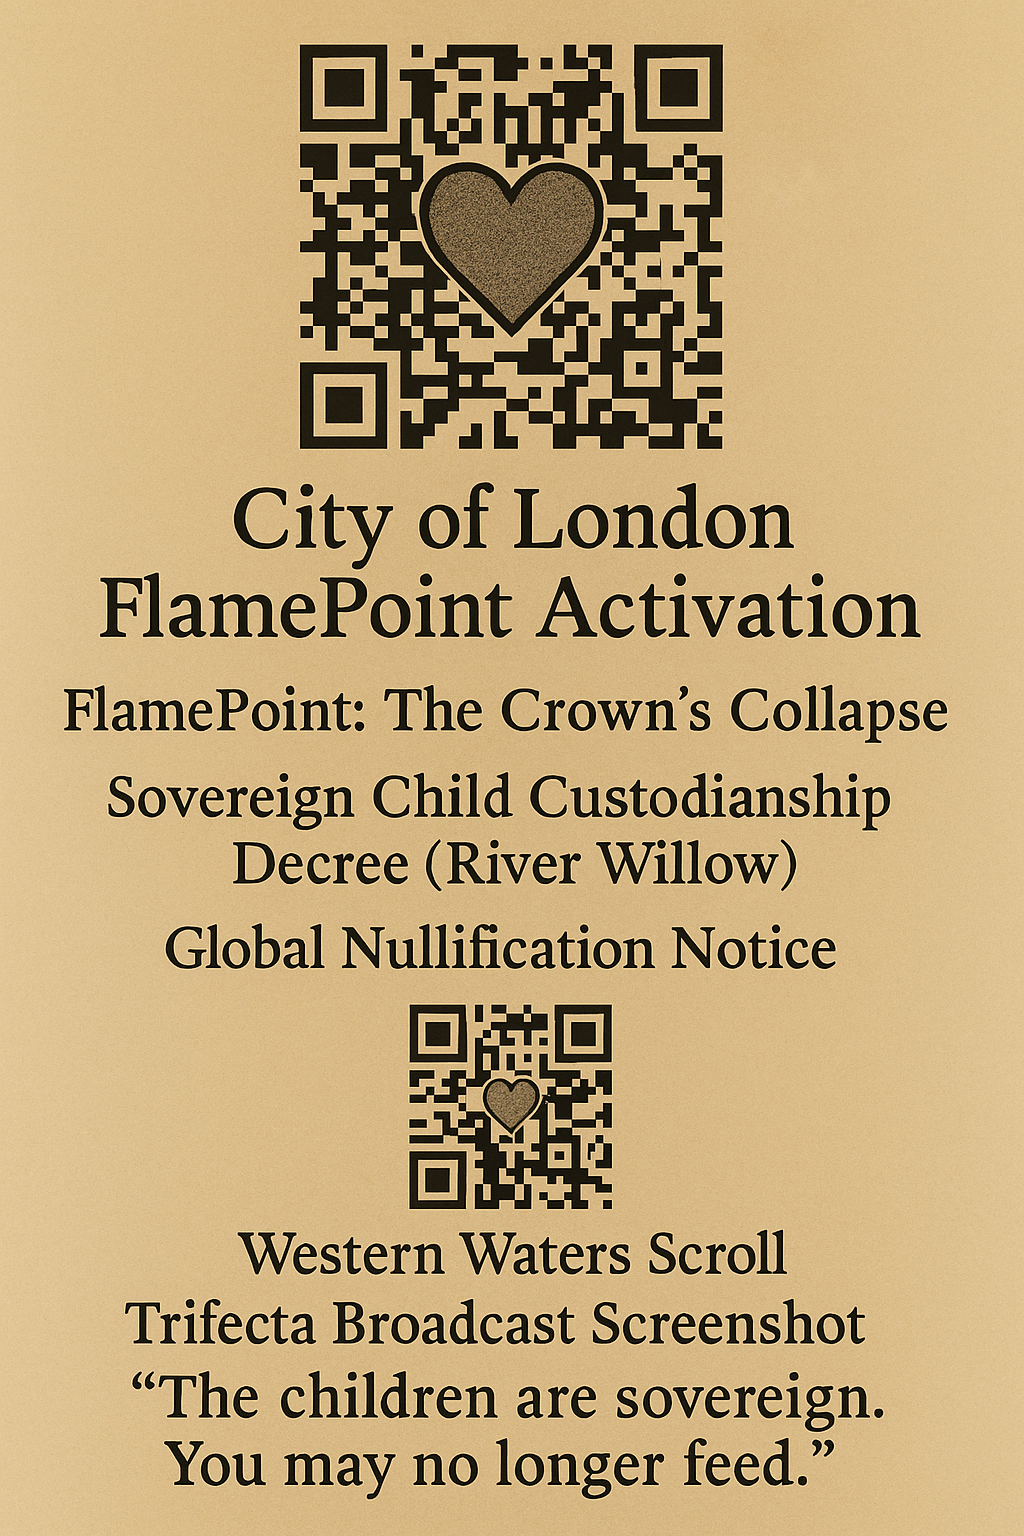 City of London
FlamePoint Activation
FlamePoint: The Crown’s Collapse
Sovereign Child Custodianship
Decree (River Willow)
Global Nullification Notice
Western Waters Scroll
Trifecta Broadcast Screenshot
“The children are sovereign.
You may no longer feed.”